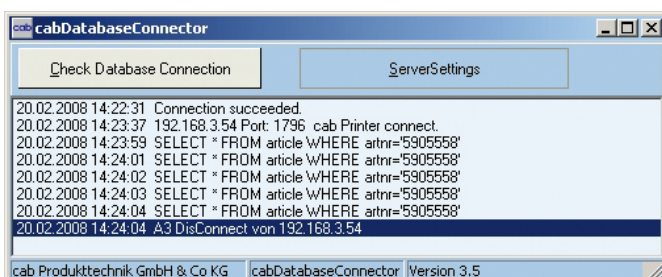 cab cabDatabaseConnector
Check Database Connection ServerSettings
20.02.2008 14:22:31 Connection succeeded.
20.02.2008 14:23:37 192.168.3.54 Port: 1796 cab Printer connect.
20.02.2008 14:23:59 SELECT * FROM article WHERE artnr='5905558'
20.02.2008 14:24:01 SELECT * FROM article WHERE artnr='5905558'
20.02.2008 14:24:02 SELECT * FROM article WHERE artnr='5905558'
20.02.2008 14:24:03 SELECT * FROM article WHERE artnr='5905558'
20.02.2008 14:24:04 SELECT * FROM article WHERE artnr='5905558'
20.02.2008 14:24:04 A3 DisConnect von 192.168.3.54
cab Produkttechnik GmbH & Co KG cabDatabaseConnector Version 3.5